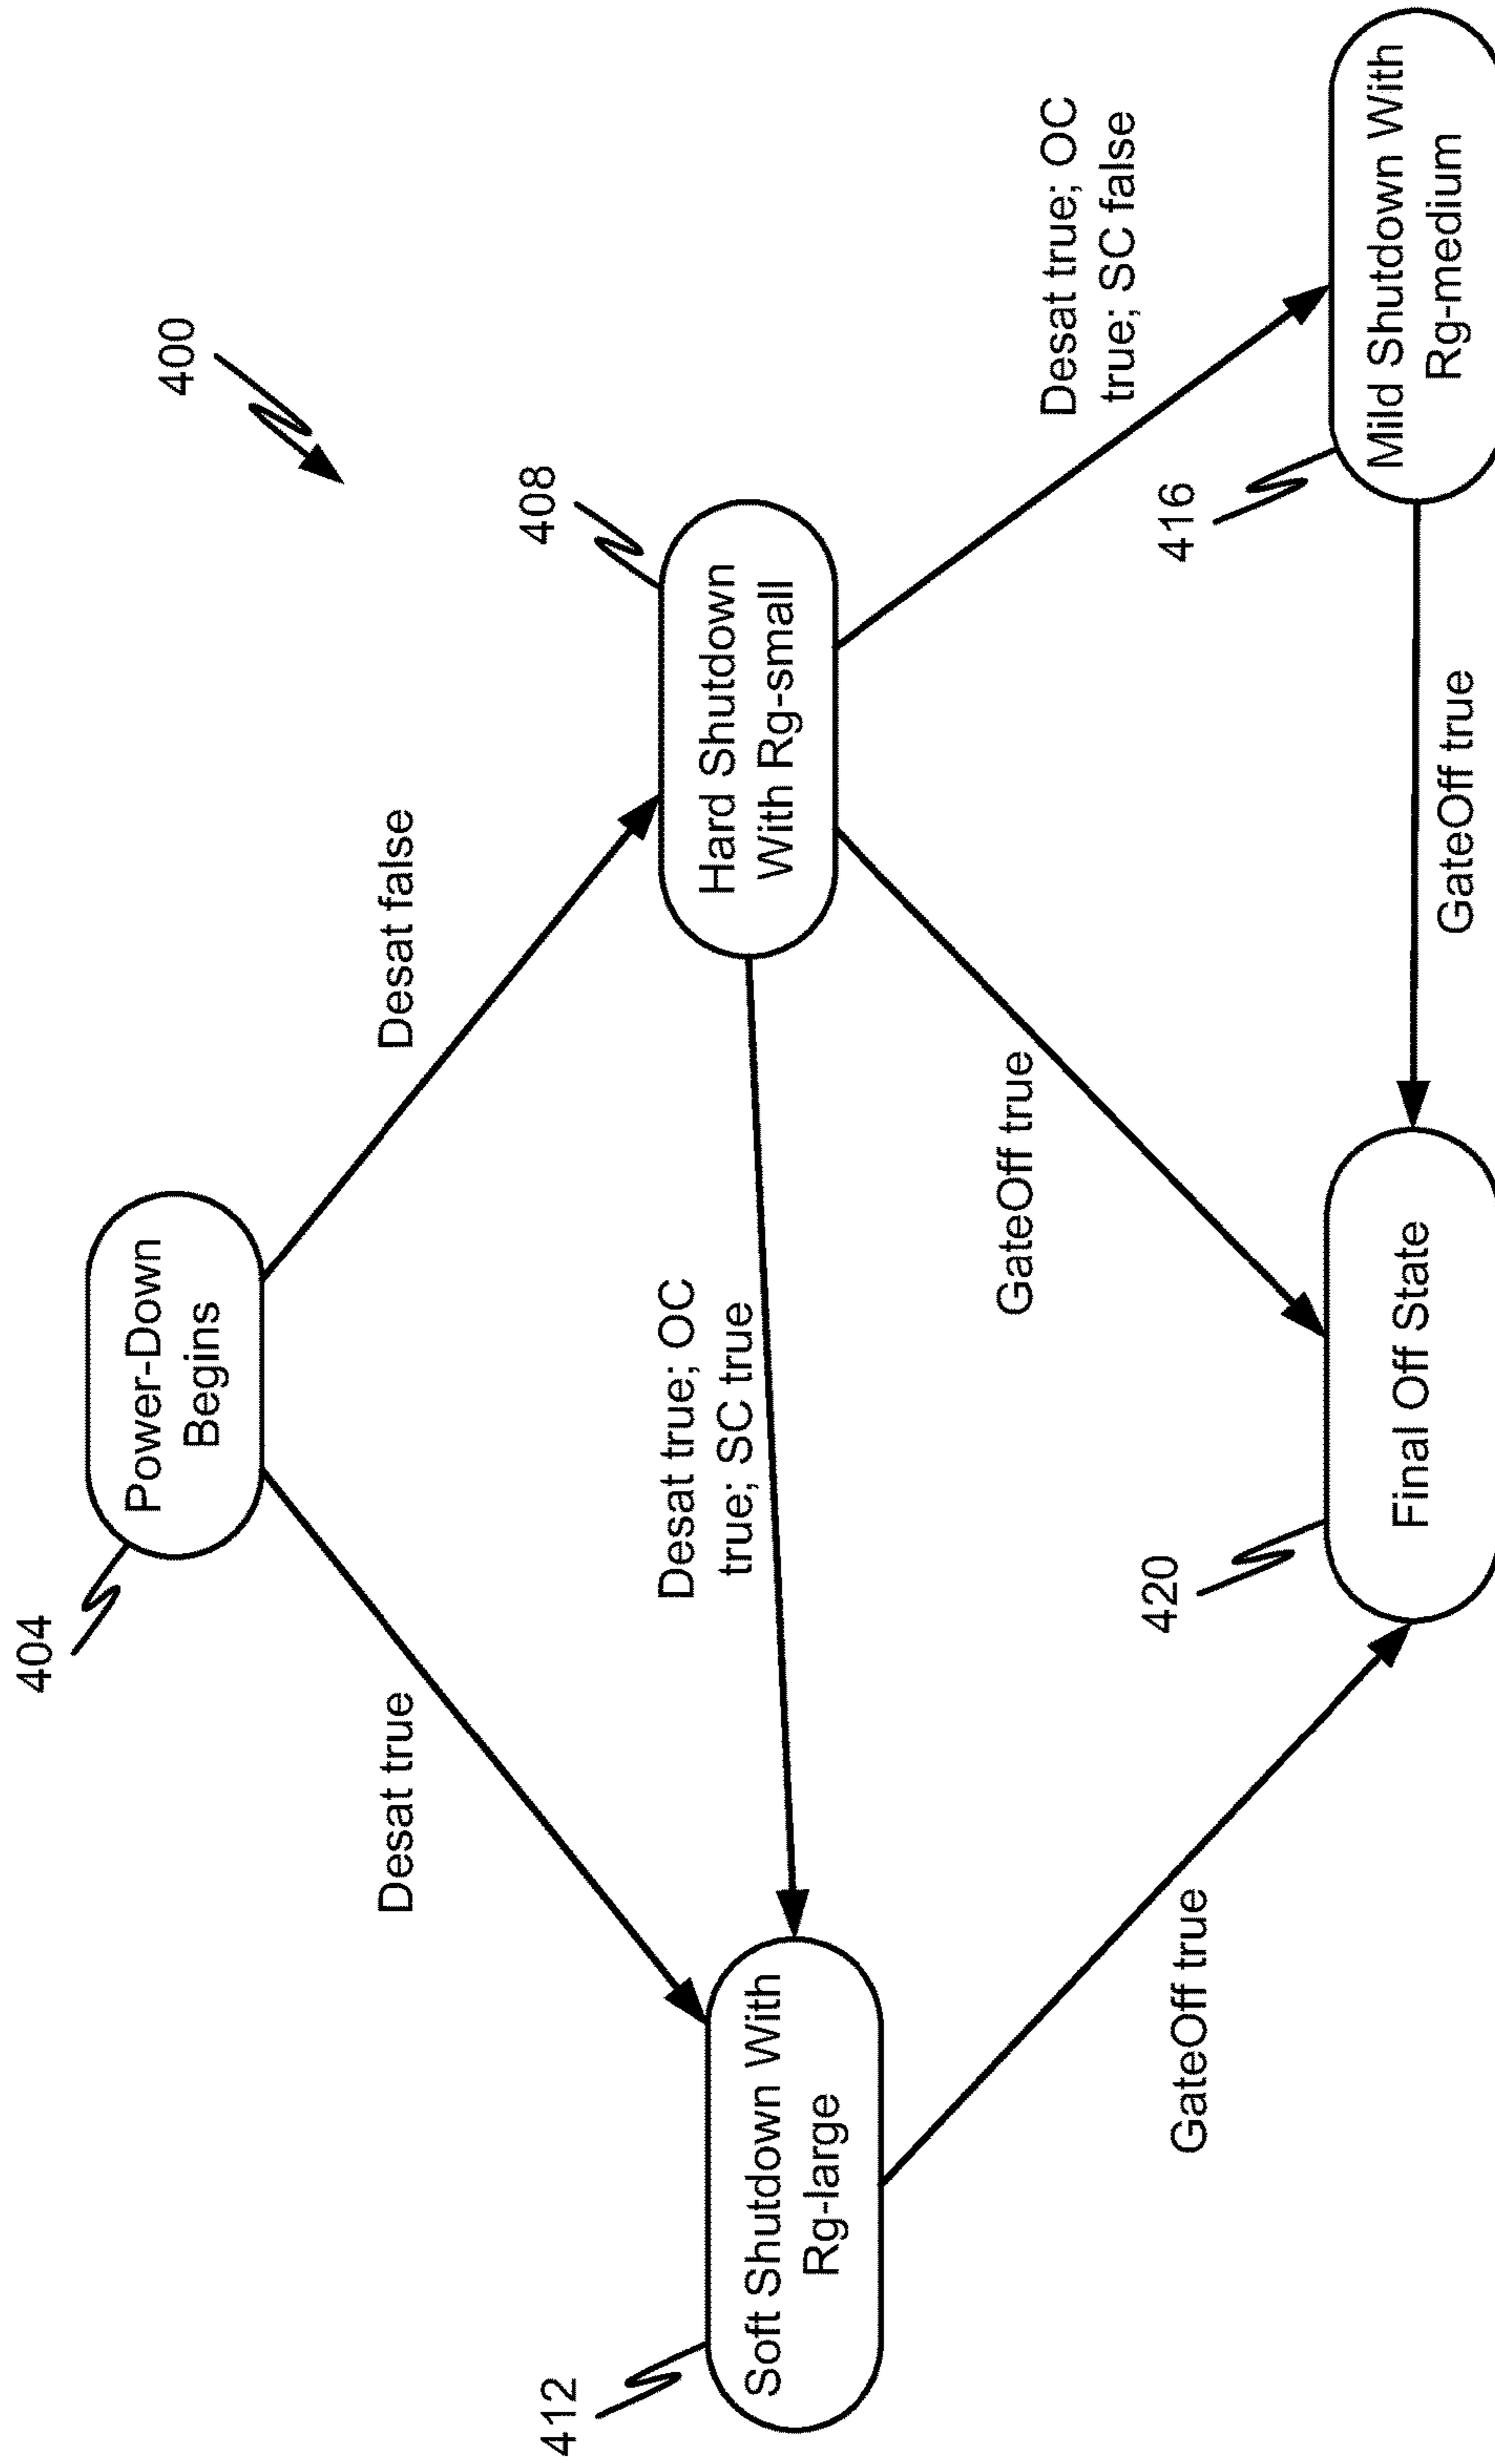 400
404
Power-Down
Begins
Desat true
Desat false
408
Hard Shutdown
With Rg-small
412
Soft Shutdown With
Rg-large
Desat true; OC
true; SC true
Desat true; OC
true; SC false
GateOff true
GateOff true
420
Final Off State
GateOff true
416
Mild Shutdown With
Rg-medium